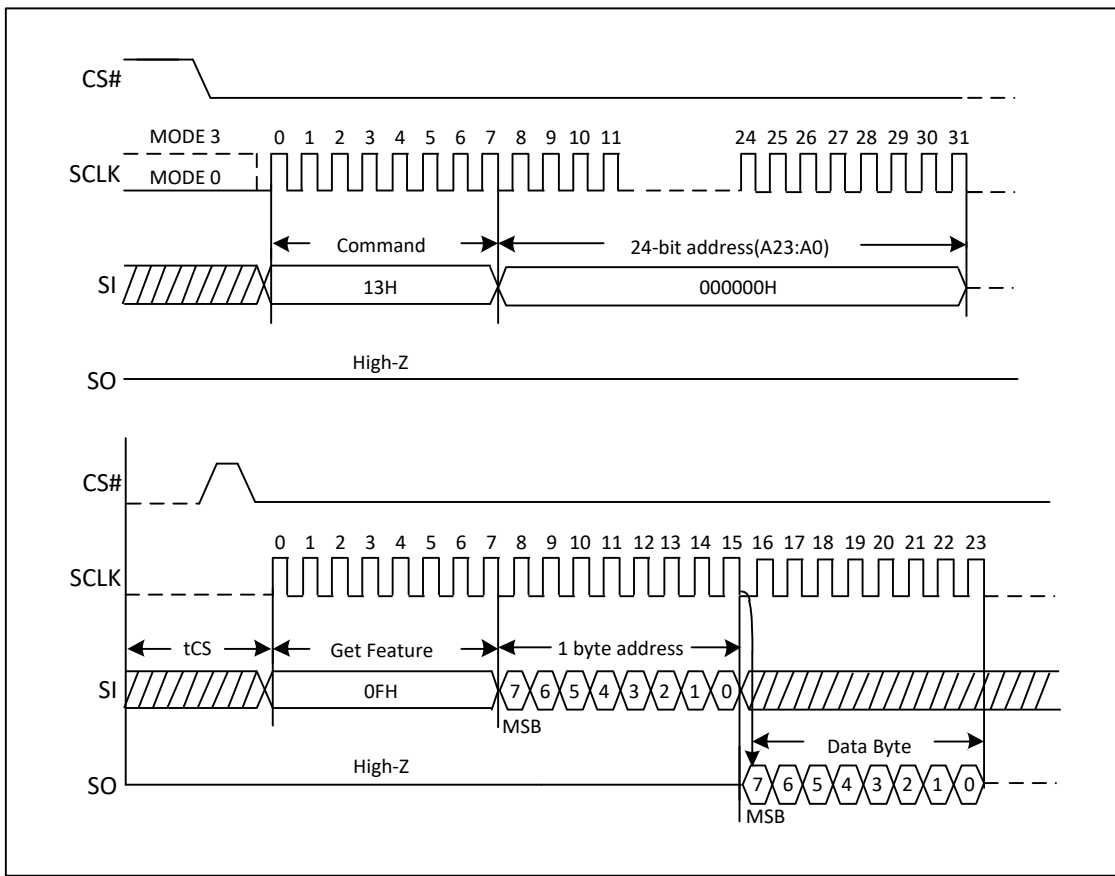 CS#
MODE 3 0 1 2 3 4 5 6 7 8 9 10 11 24 25 26 27 28 29 30 31
SCLK
MODE 0
Command 24-bit address(A23:A0)
SI 13H 000000H
High-Z
SO
CS#
0 1 2 3 4 5 6 7 8 9 10 11 12 13 14 15 16 17 18 19 20 21 22 23
SCLK
tCS Get Feature 1 byte address
SI 0FH 7 6 5 4 3 2 1 0
MSB
High-Z Data Byte
SO 7 6 5 4 3 2 1 0
MSB